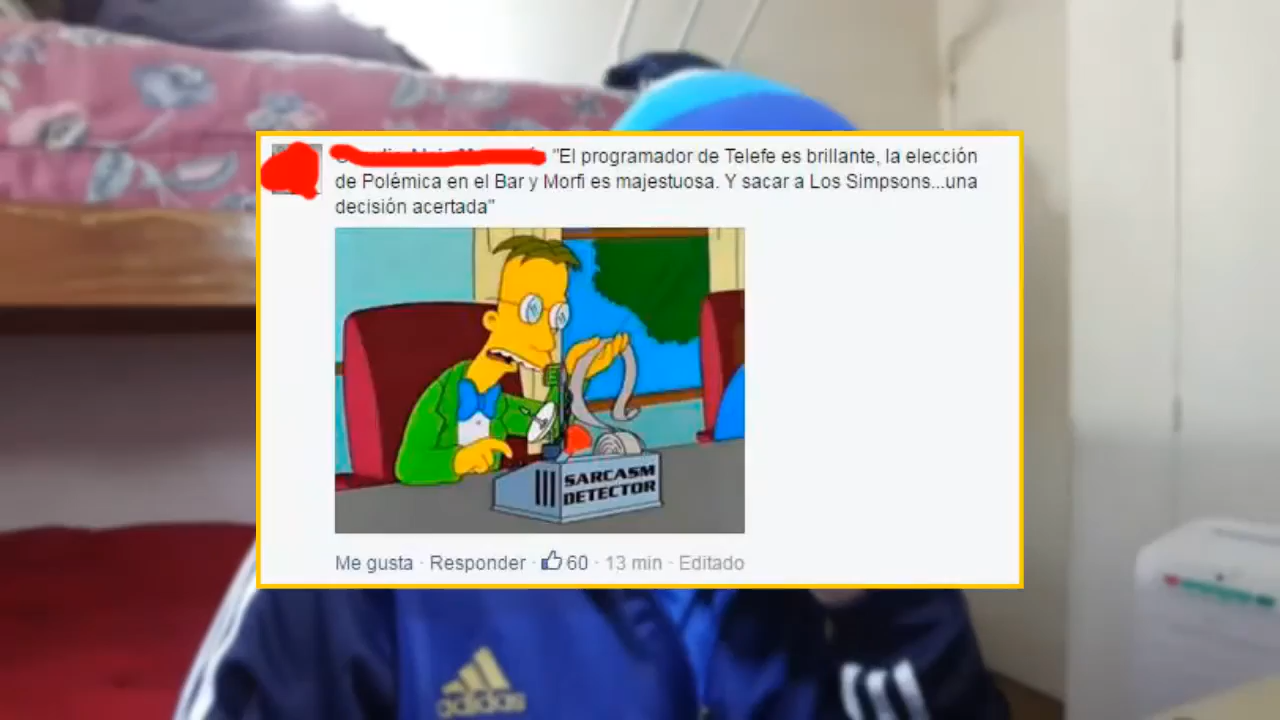 "El programador de Telefe es brillante, la elección
de Polémica en el Bar y Morfi es majestuosa. Y sacar a Los Simpsons...una
decisión acertada"
SARCASM
DETECTOR
Me gusta · Responder · 60 · 13 min · Editado
adidas